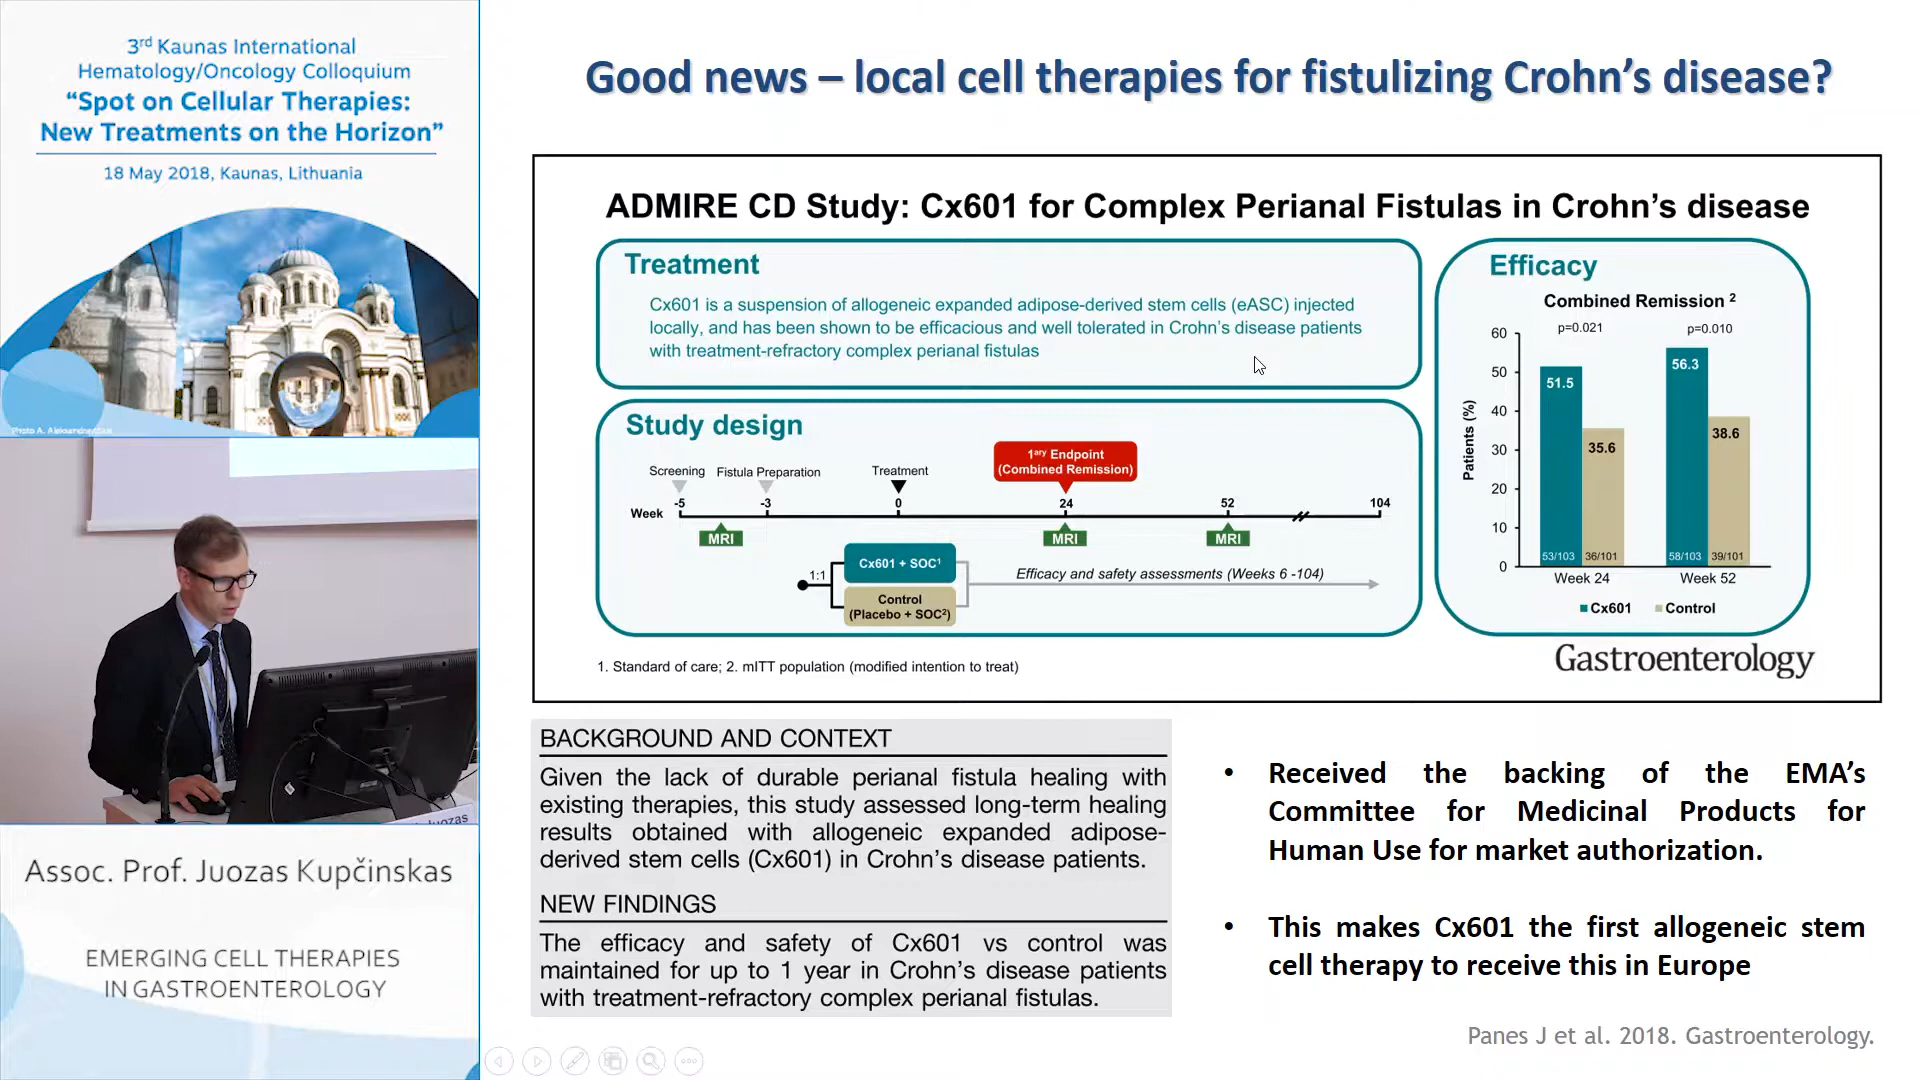 3rd Kaunas International
Hematology/Oncology Colloquium
“Spot on Cellular Therapies:
New Treatments on the Horizon”
18 May 2018, Kaunas, Lithuania
Assoc. Prof. Juozas Kupčinskas
EMERGING CELL THERAPIES
IN GASTROENTEROLOGY
Good news – local cell therapies for fistulizing Crohn’s disease?
ADMIRE CD Study: Cx601 for Complex Perianal Fistulas in Crohn’s disease
Treatment
Cx601 is a suspension of allogeneic expanded adipose-derived stem cells (eASC) injected
locally, and has been shown to be efficacious and well tolerated in Crohn’s disease patients
with treatment-refractory complex perianal fistulas
Study design
1ary Endpoint
(Combined Remission)
Screening Fistula Preparation Treatment
Week -5 -3 0 24 52 104
MRI MRI MRI
1:1
Cx601 + SOC1
Control
(Placebo + SOC2)
Efficacy and safety assessments (Weeks 6 -104)
1. Standard of care; 2. mITT population (modified intention to treat)
Efficacy
Combined Remission 2
p=0.021 p=0.010
Patients (%)
60
50
40
30
20
10
0
51.5 35.6 56.3 38.6
53/103 36/101 58/103 39/101
Week 24 Week 52
Cx601 Control
Gastroenterology
BACKGROUND AND CONTEXT
Given the lack of durable perianal fistula healing with
existing therapies, this study assessed long-term healing
results obtained with allogeneic expanded adipose-
derived stem cells (Cx601) in Crohn’s disease patients.
NEW FINDINGS
The efficacy and safety of Cx601 vs control was
maintained for up to 1 year in Crohn’s disease patients
with treatment-refractory complex perianal fistulas.
• Received the backing of the EMA’s
Committee for Medicinal Products for
Human Use for market authorization.
• This makes Cx601 the first allogeneic stem
cell therapy to receive this in Europe
Panes J et al. 2018. Gastroenterology.